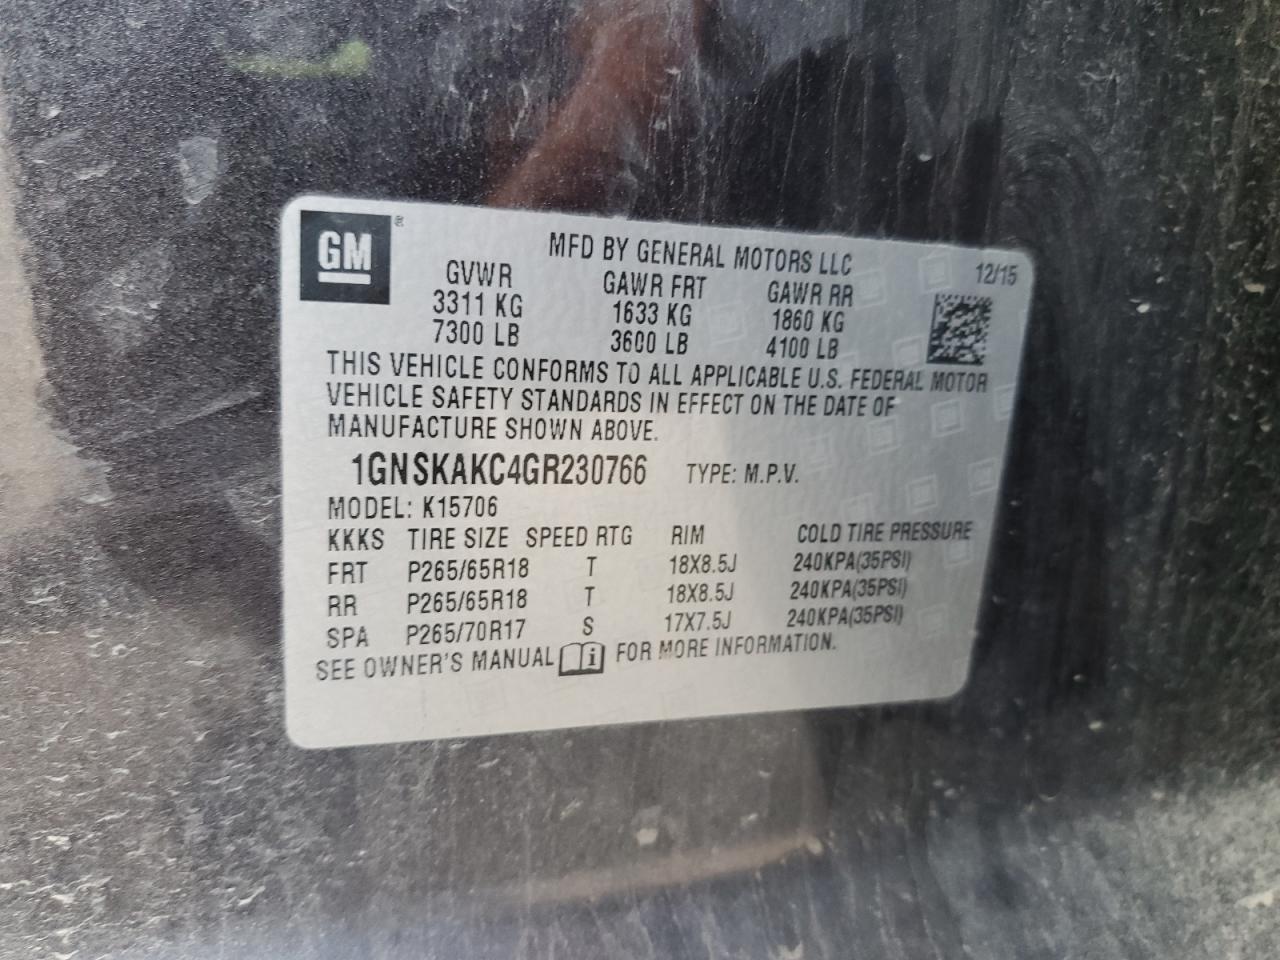 GM ®
MFD BY GENERAL MOTORS LLC
12/15
GVWR GAWR FRT GAWR RR
3311 KG 1633 KG 1860 KG
7300 LB 3600 LB 4100 LB
THIS VEHICLE CONFORMS TO ALL APPLICABLE U.S. FEDERAL MOTOR
VEHICLE SAFETY STANDARDS IN EFFECT ON THE DATE OF
MANUFACTURE SHOWN ABOVE.
1GNSKAKC4GR230766 TYPE: M.P.V.
MODEL: K15706
KKKS TIRE SIZE SPEED RTG RIM COLD TIRE PRESSURE
FRT P265/65R18 T 18X8.5J 240KPA(35PSI)
RR P265/65R18 T 18X8.5J 240KPA(35PSI)
SPA P265/70R17 S 17X7.5J 240KPA(35PSI)
SEE OWNER'S MANUAL i FOR MORE INFORMATION.